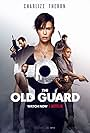 CHARLIZE THERON
THE
OLD GUARD
WATCH NOW | NETFLIX